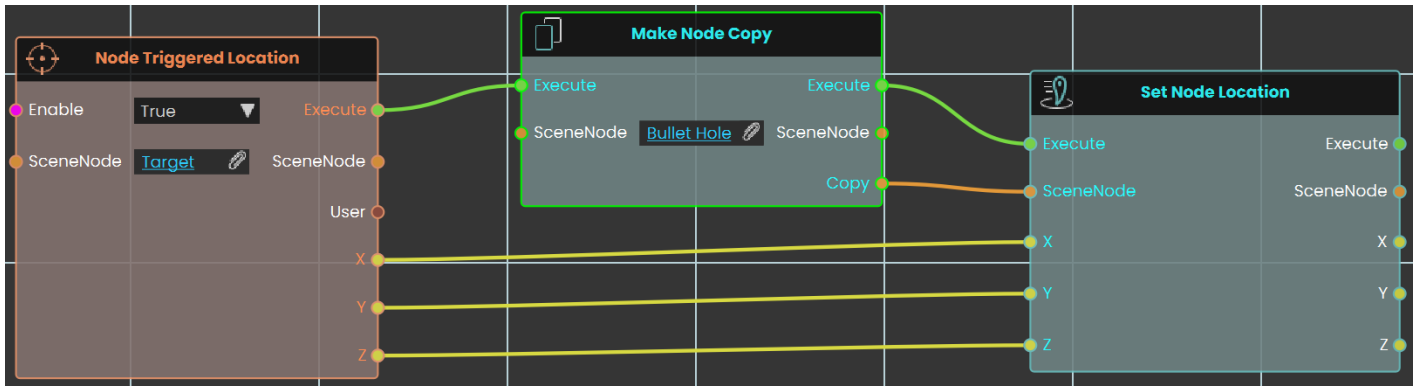 Node Triggered Location
Enable True Execute
SceneNode Target SceneNode
User
X
Y
Z
Make Node Copy
Execute Execute
SceneNode Bullet Hole SceneNode
Copy
Set Node Location
Execute Execute
SceneNode SceneNode
X X
Y Y
Z Z